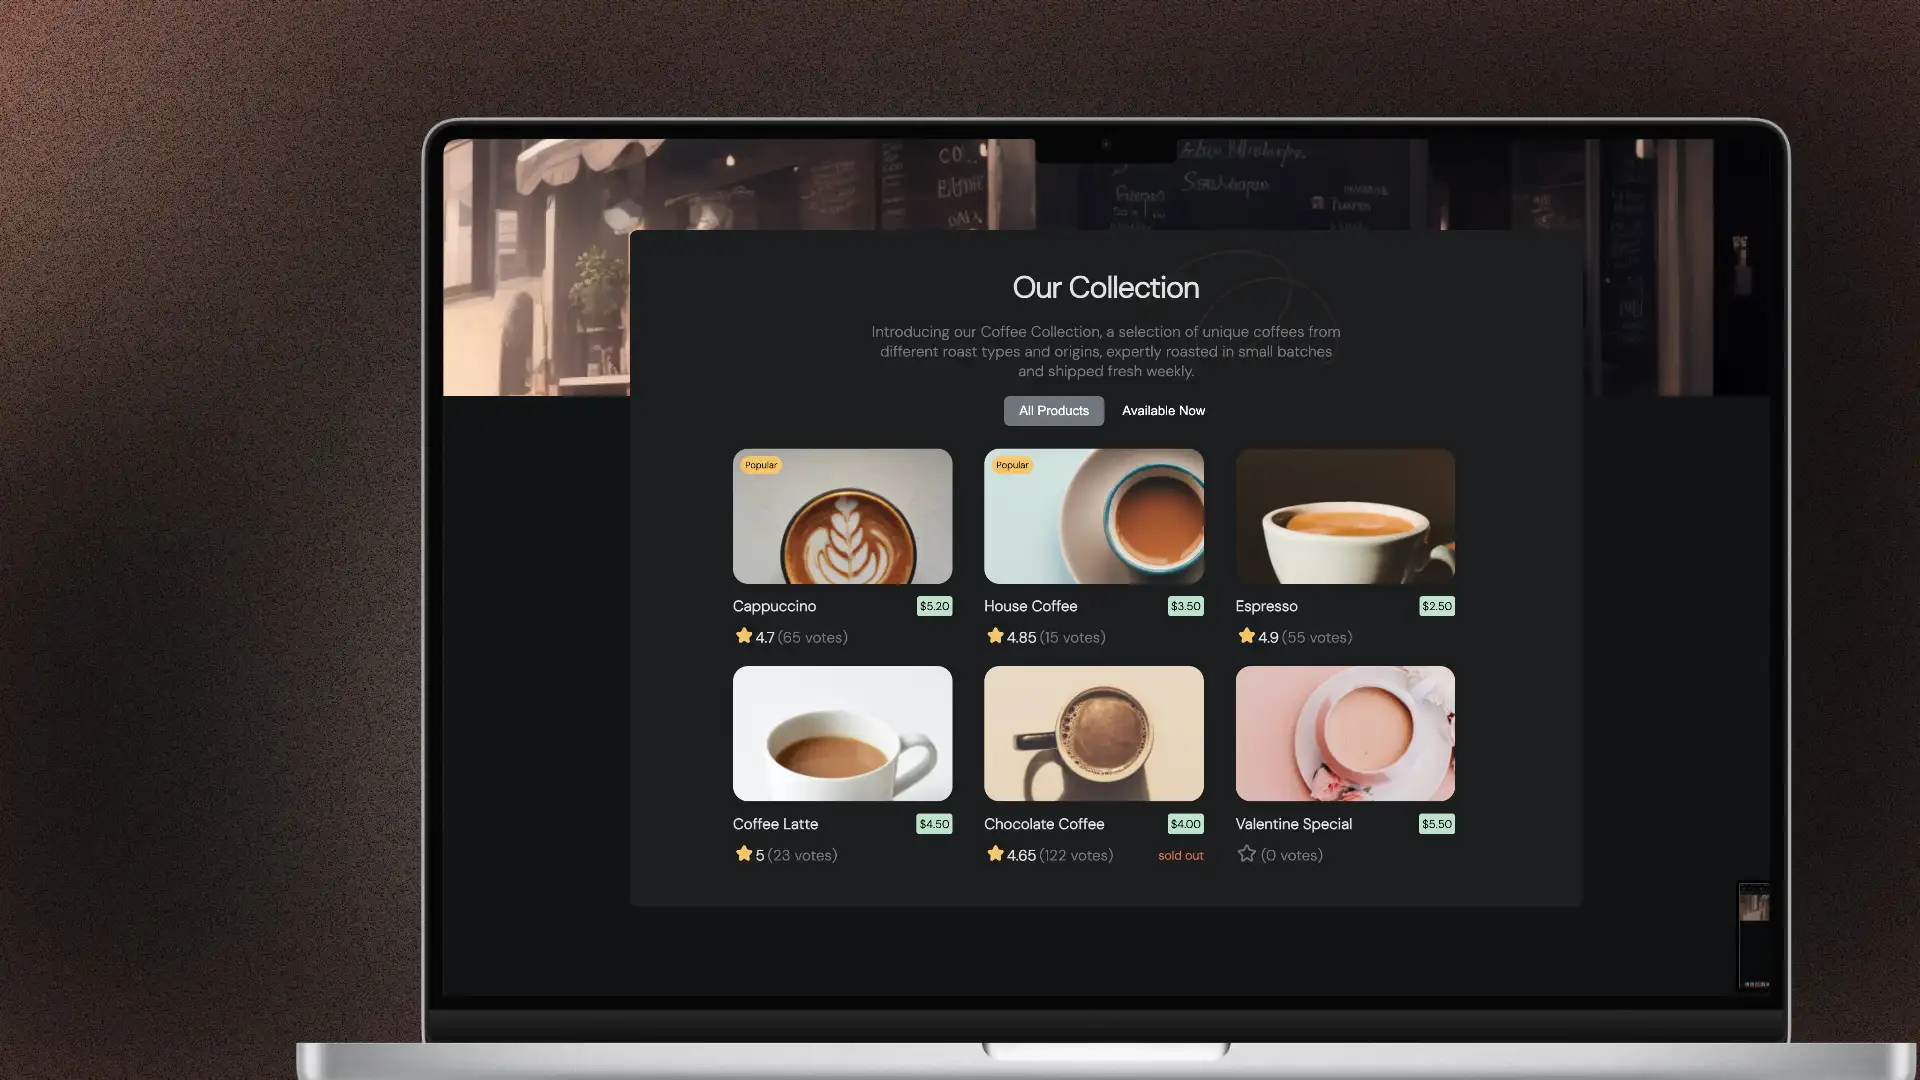 Our Collection
Introducing our Coffee Collection, a selection of unique coffees from
different roast types and origins, expertly roasted in small batches
and shipped fresh weekly.
All Products Available Now
Popular Popular
Cappuccino $5.20 House Coffee $3.50 Espresso $2.50
4.7 (65 votes) 4.85 (15 votes) 4.9 (55 votes)
Coffee Latte $4.50 Chocolate Coffee $4.00 Valentine Special $5.50
5 (23 votes) 4.65 (122 votes) sold out (0 votes)